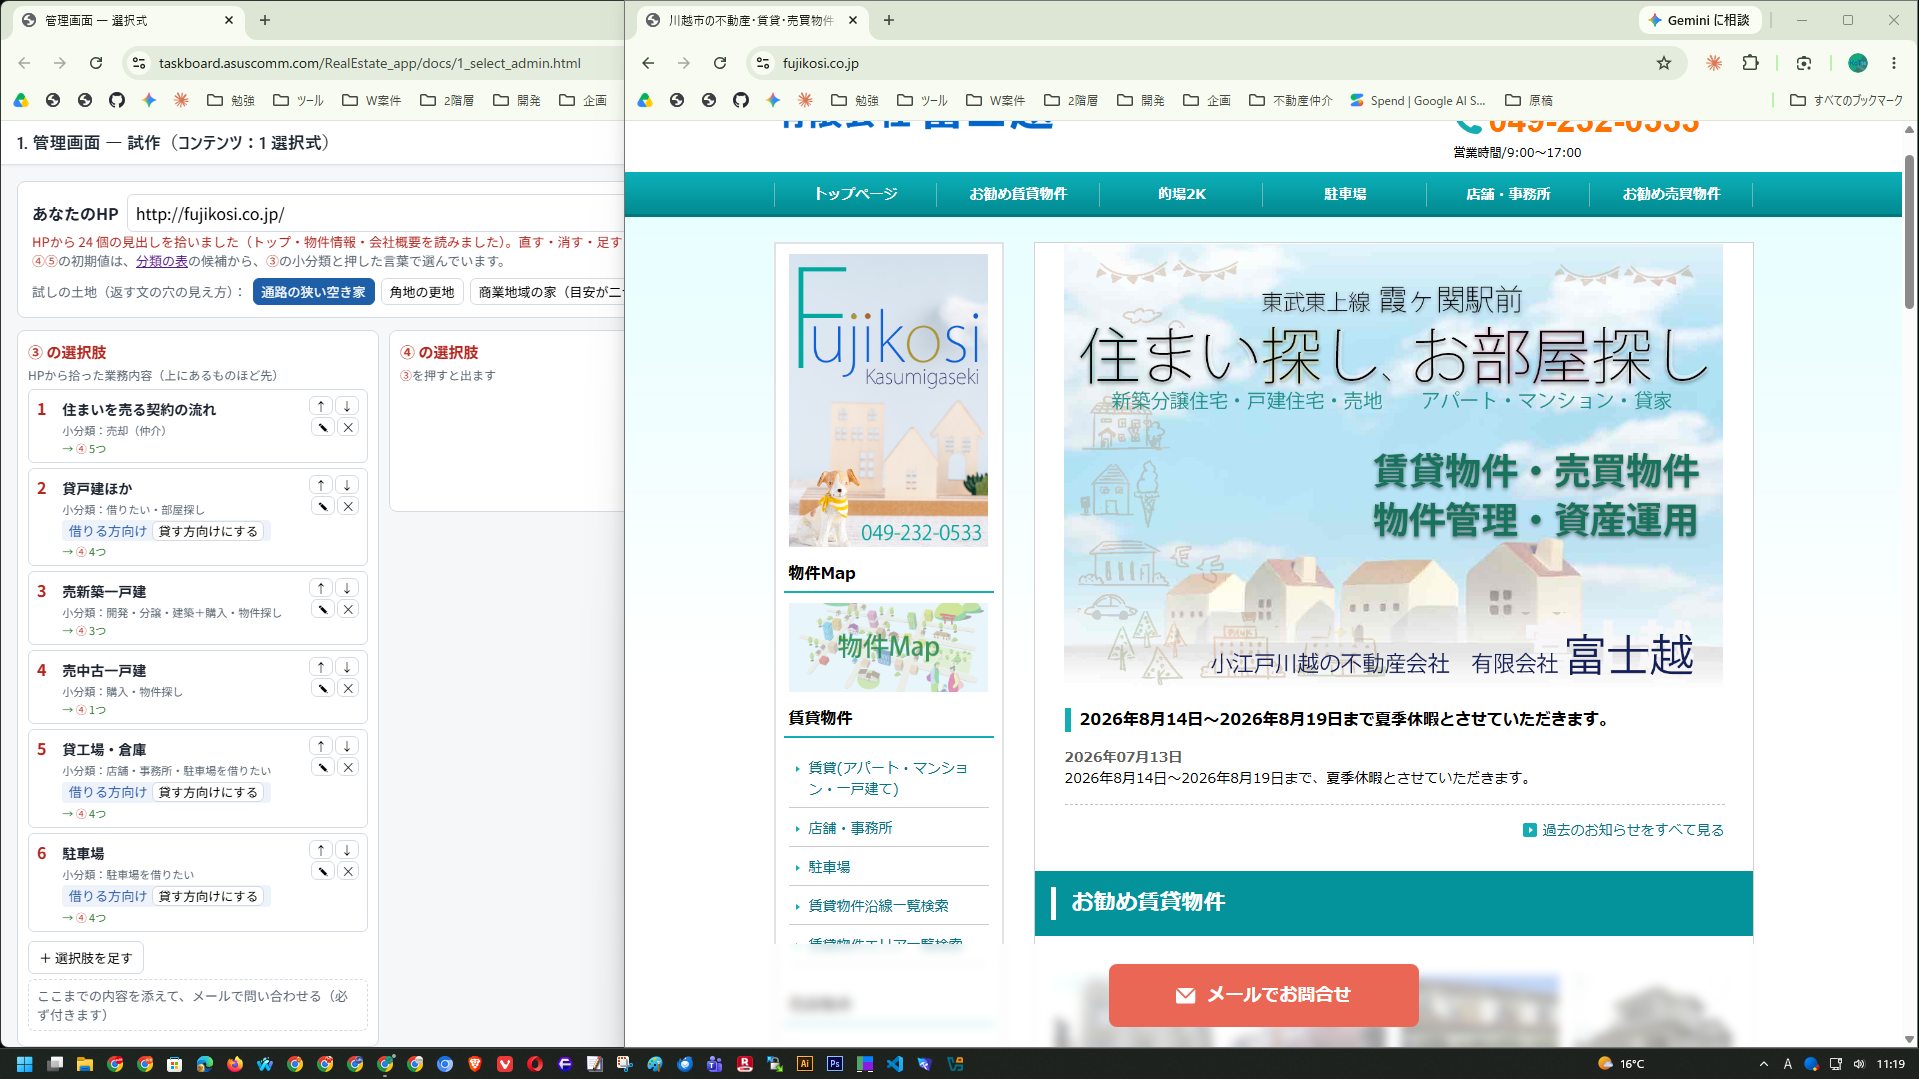 管理画面 — 選択式
taskboard.asuscomm.com/RealEstate_app/docs/1_select_admin.html
勉強
ツール
W案件
2階層
開発
企画
1. 管理画面 — 試作（コンテンツ：1 選択式）
あなたのHP
http://fujikosi.co.jp/
HPから 24 個の見出しを拾いました（トップ・物件情報・会社概要を読みました）。直す・消す・足す
④⑤の初期値は、分類の表の候補から、③の小分類と押した言葉で選んでいます。
試しの土地（返す文の穴の見え方）：
通路の狭い空き家
角地の更地
商業地域の家（目安が二つ
③ の選択肢
HPから拾った業務内容（上にあるものほど先）
1 住まいを売る契約の流れ
小分類：売却（仲介）
→ ④ 5つ
2 貸戸建ほか
小分類：借りたい・部屋探し
借りる方向け 貸す方向けにする
→ ④ 4つ
3 売新築一戸建
小分類：開発・分譲・建築＋購入・物件探し
→ ④ 3つ
4 売中古一戸建
小分類：購入・物件探し
→ ④ 1つ
5 貸工場・倉庫
小分類：店舗・事務所・駐車場を借りたい
借りる方向け 貸す方向けにする
→ ④ 4つ
6 駐車場
小分類：駐車場を借りたい
借りる方向け 貸す方向けにする
→ ④ 4つ
＋ 選択肢を足す
ここまでの内容を添えて、メールで問い合わせる（必
ず付きます）
④ の選択肢
③を押すと出ます
川越市の不動産・賃貸・売買物件
Gemini に相談
fujikosi.co.jp
勉強
ツール
W案件
2階層
開発
企画
不動産仲介
Spend | Google AI S...
原稿
すべてのブックマーク
有限会社 富士越
049-232-0533
営業時間/9:00〜17:00
トップページ
お勧め賃貸物件
的場2K
駐車場
店舗・事務所
お勧め売買物件
Fujikosi
Kasumigaseki
049-232-0533
物件Map
物件Map
賃貸物件
賃貸(アパート・マンショ
ン・一戸建て)
店舗・事務所
駐車場
賃貸物件沿線一覧検索
賃貸物件エリア一覧検索
東武東上線 霞ヶ関駅前
住まい探し、お部屋探し
新築分譲住宅・戸建住宅・売地 アパート・マンション・貸家
賃貸物件・売買物件
物件管理・資産運用
小江戸川越の不動産会社 有限会社 富士越
2026年8月14日〜2026年8月19日まで夏季休暇とさせていただきます。
2026年07月13日
2026年8月14日〜2026年8月19日まで、夏季休暇とさせていただきます。
過去のお知らせをすべて見る
お勧め賃貸物件
メールでお問合せ
16°C
A
11:19